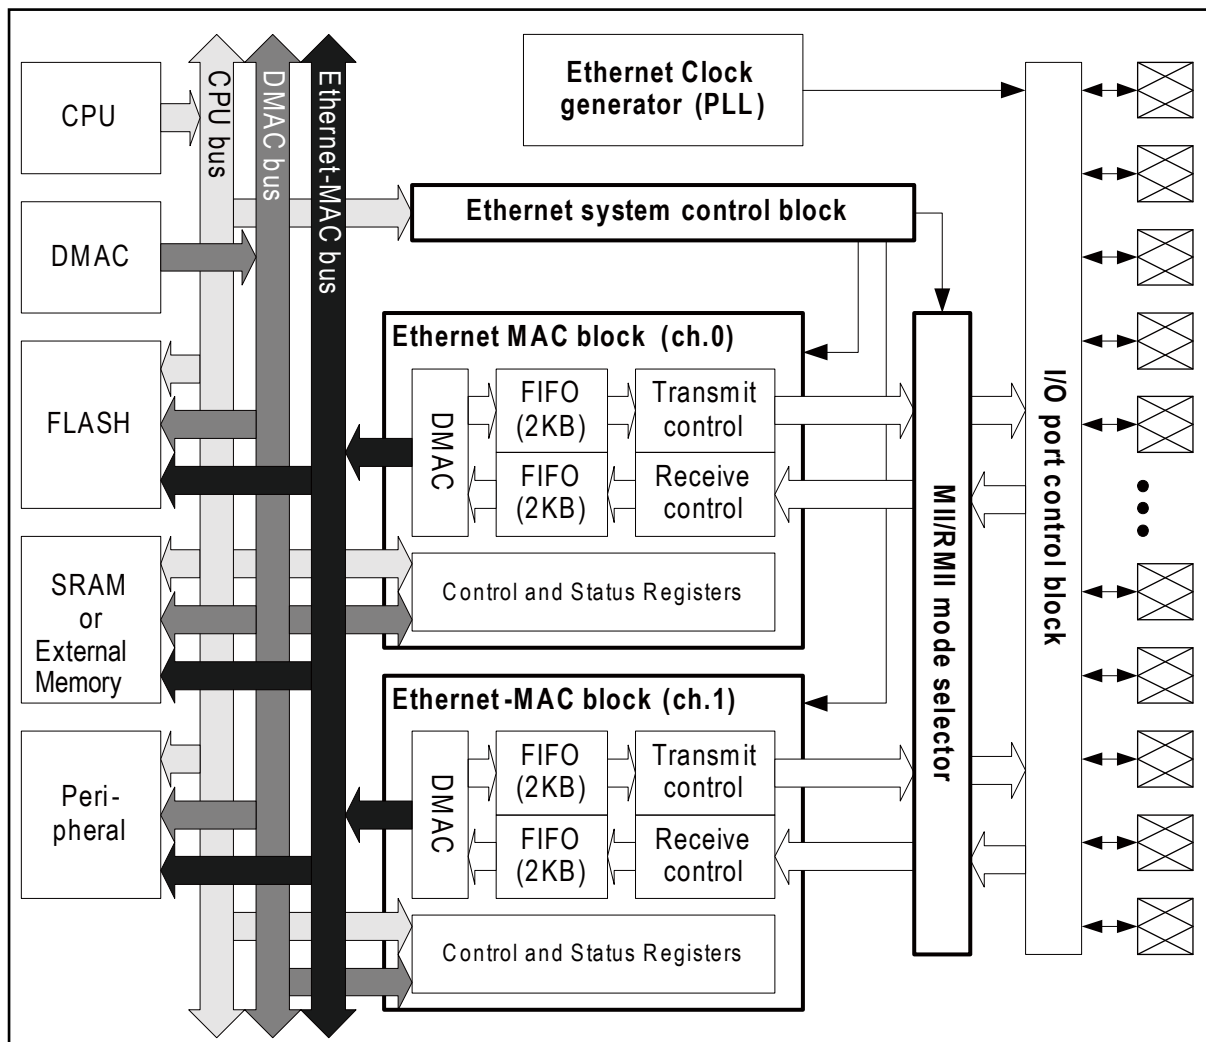 CPU
DMAC
FLASH
SRAM
or
External
Memory
Peri-
pheral
CPU bus
DMAC bus
Ethernet-MAC bus
Ethernet Clock
generator (PLL)
Ethernet system control block
Ethernet MAC block (ch.0)
DMAC
FIFO
(2KB)
Transmit
control
FIFO
(2KB)
Receive
control
Control and Status Registers
Ethernet-MAC block (ch.1)
DMAC
FIFO
(2KB)
Transmit
control
FIFO
(2KB)
Receive
control
Control and Status Registers
MII/RMII mode selector
I/O port control block